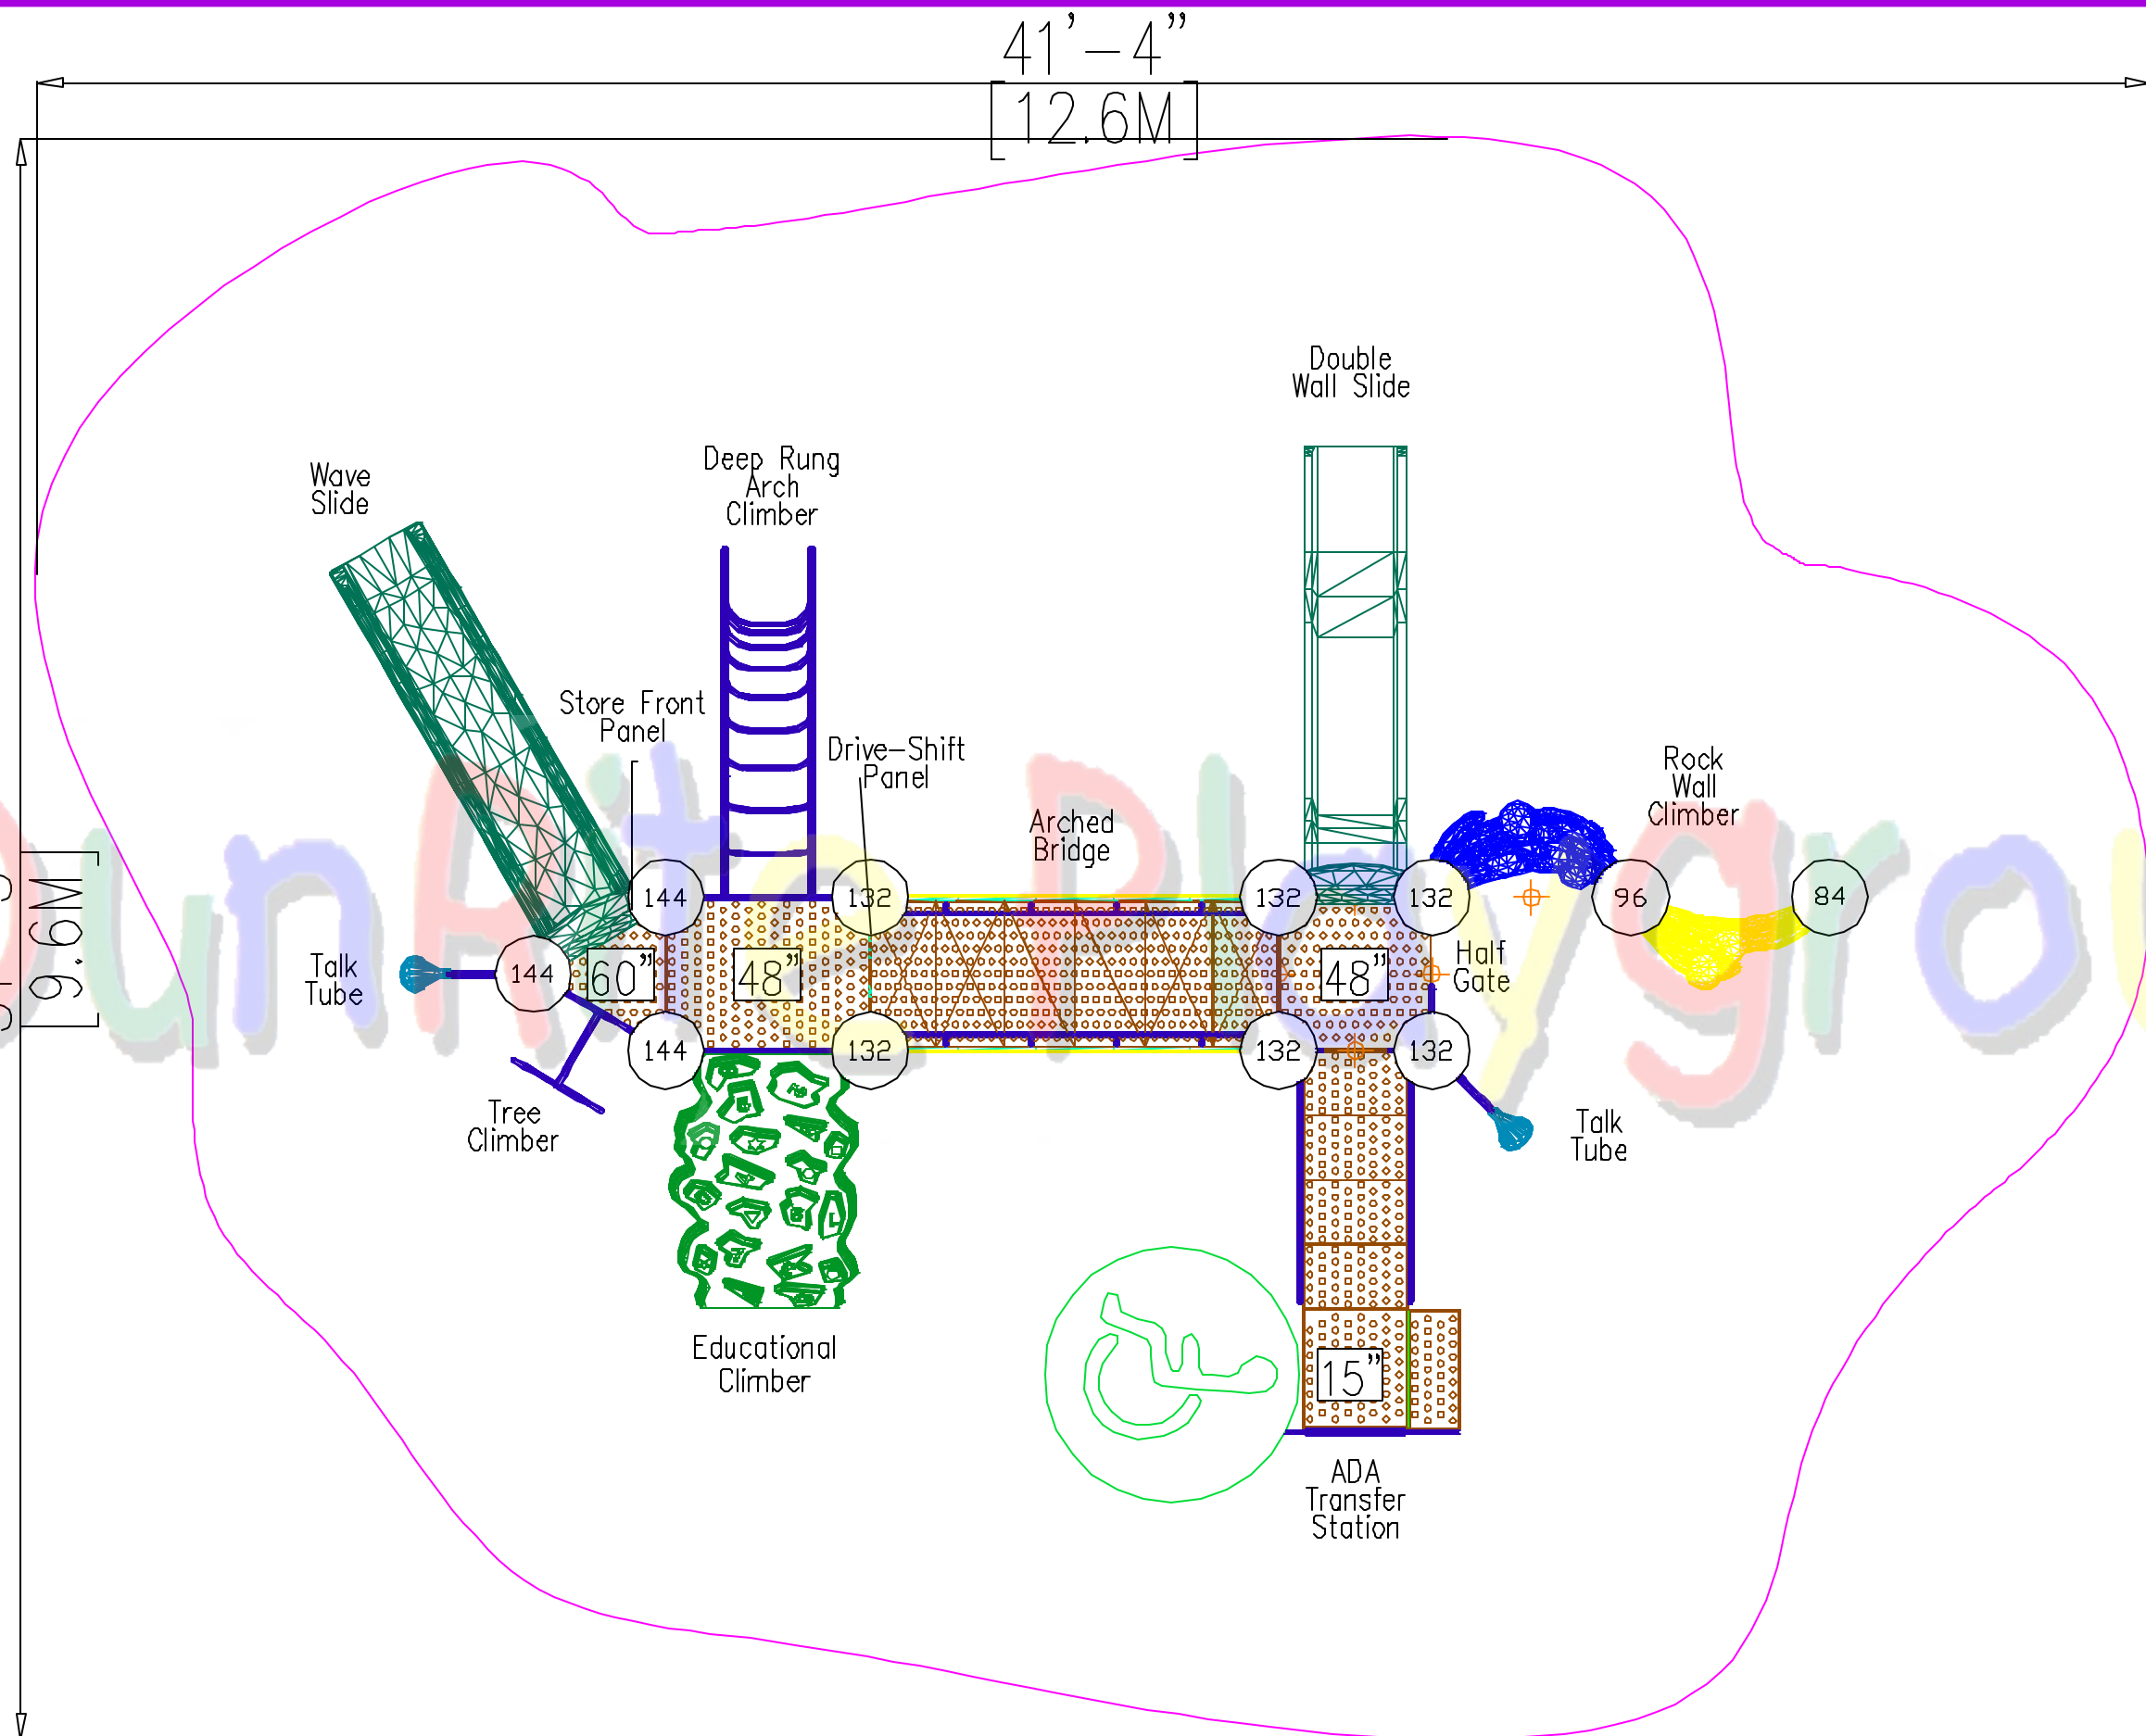 41'-4"
[12.6M]
Double
Wall Slide
Deep Rung
Arch
Climber
Wave
Slide
Store Front
Panel
Drive-Shift
Panel
Rock
Wall
Climber
Arched
Bridge
9.6M
144
132
132
132
96
84
Half
Gate
Talk
Tube
144
60"
48"
48"
144
132
132
132
Tree
Climber
Talk
Tube
Educational
Climber
15"
ADA
Transfer
Station